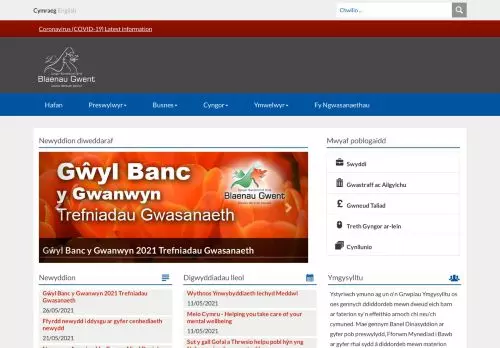 Cymraeg English
Chwilio ...
Coronavirus (COVID-19) Latest information
Blaenau Gwent
Hafan Preswylwyr Busnes Cyngor Ymwelwyr Fy Ngwasanaethau
Newyddion diweddaraf
Gŵyl Banc
y Gwanwyn
Trefniadau Gwasanaeth
Blaenau Gwent
Gŵyl Banc y Gwanwyn 2021 Trefniadau Gwasanaeth
Mwyaf poblogaidd
Swyddi
Gwastraff ac Ailgylchu
Gwneud Taliad
Treth Gyngor ar-lein
Cynllunio
Newyddion
Gŵyl Banc y Gwanwyn 2021 Trefniadau
Gwasanaeth
26/05/2021
Ffyrdd newydd i ddysgu ar gyfer cenhedlaeth
newydd
21/05/2021
Digwyddiadau lleol
Wythnos Ymwybyddiaeth Iechyd Meddwl
11/05/2021
Meio Cymru - Helping you take care of your
mental wellbeing
11/05/2021
Sut y gall Gofal a Thrwsio helpu pobl hŷn yng
Ymgysylltu
Ystyriwch ymuno ag un o'n Grwpiau Ymgysylltu os
oes gennych ddiddordeb mewn dweud eich barn
ar faterion sy'n effeithio arnoch chi neu'ch
cymuned. Mae gennym Banel Dinasyddion ar
gyfer pob preswylydd, Fforwm Mynediad i Bawb
ar gyfer rhai sydd â diddordeb mewn materion